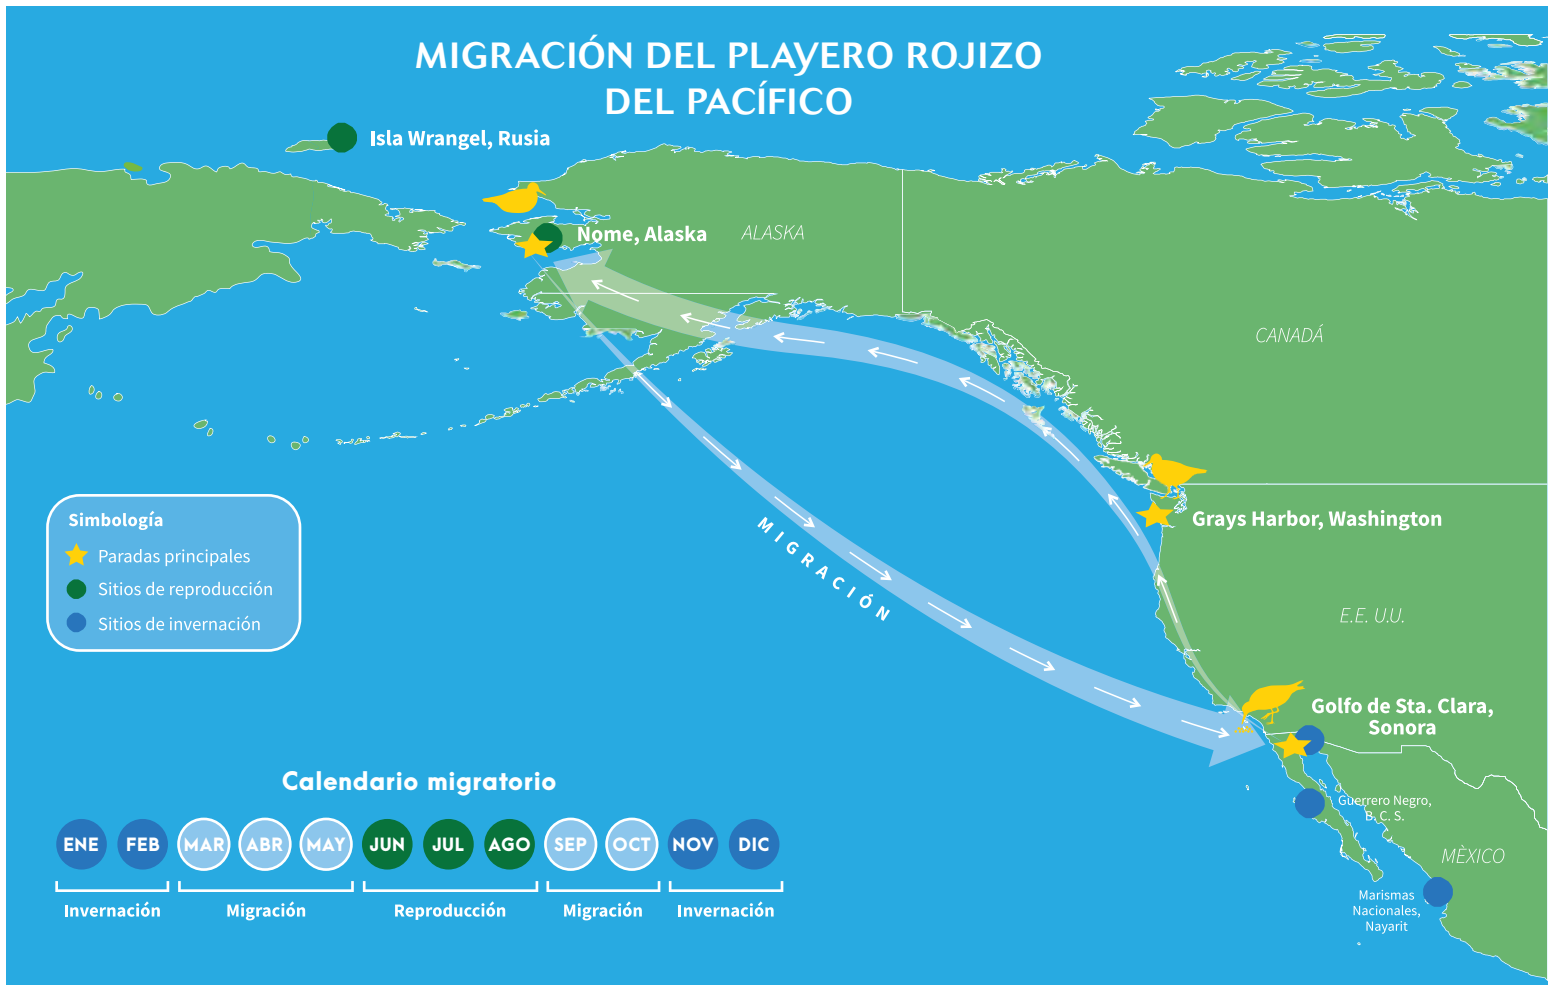 MIGRACIÓN DEL PLAYERO ROJIZO
DEL PACÍFICO
Isla Wrangel, Rusia
Nome, Alaska
ALASKA
CANADÁ
Grays Harbor, Washington
E.E. U.U.
MIGRACIÓN
Simbología
Paradas principales
Sitios de reproducción
Sitios de invernación
Golfo de Sta. Clara,
Sonora
Guerrero Negro,
B. C. S.
MÈXICO
Marismas
Nacionales,
Nayarit
Calendario migratorio
ENE FEB MAR ABR MAY JUN JUL AGO SEP OCT NOV DIC
Invernación Migración Reproducción Migración Invernación